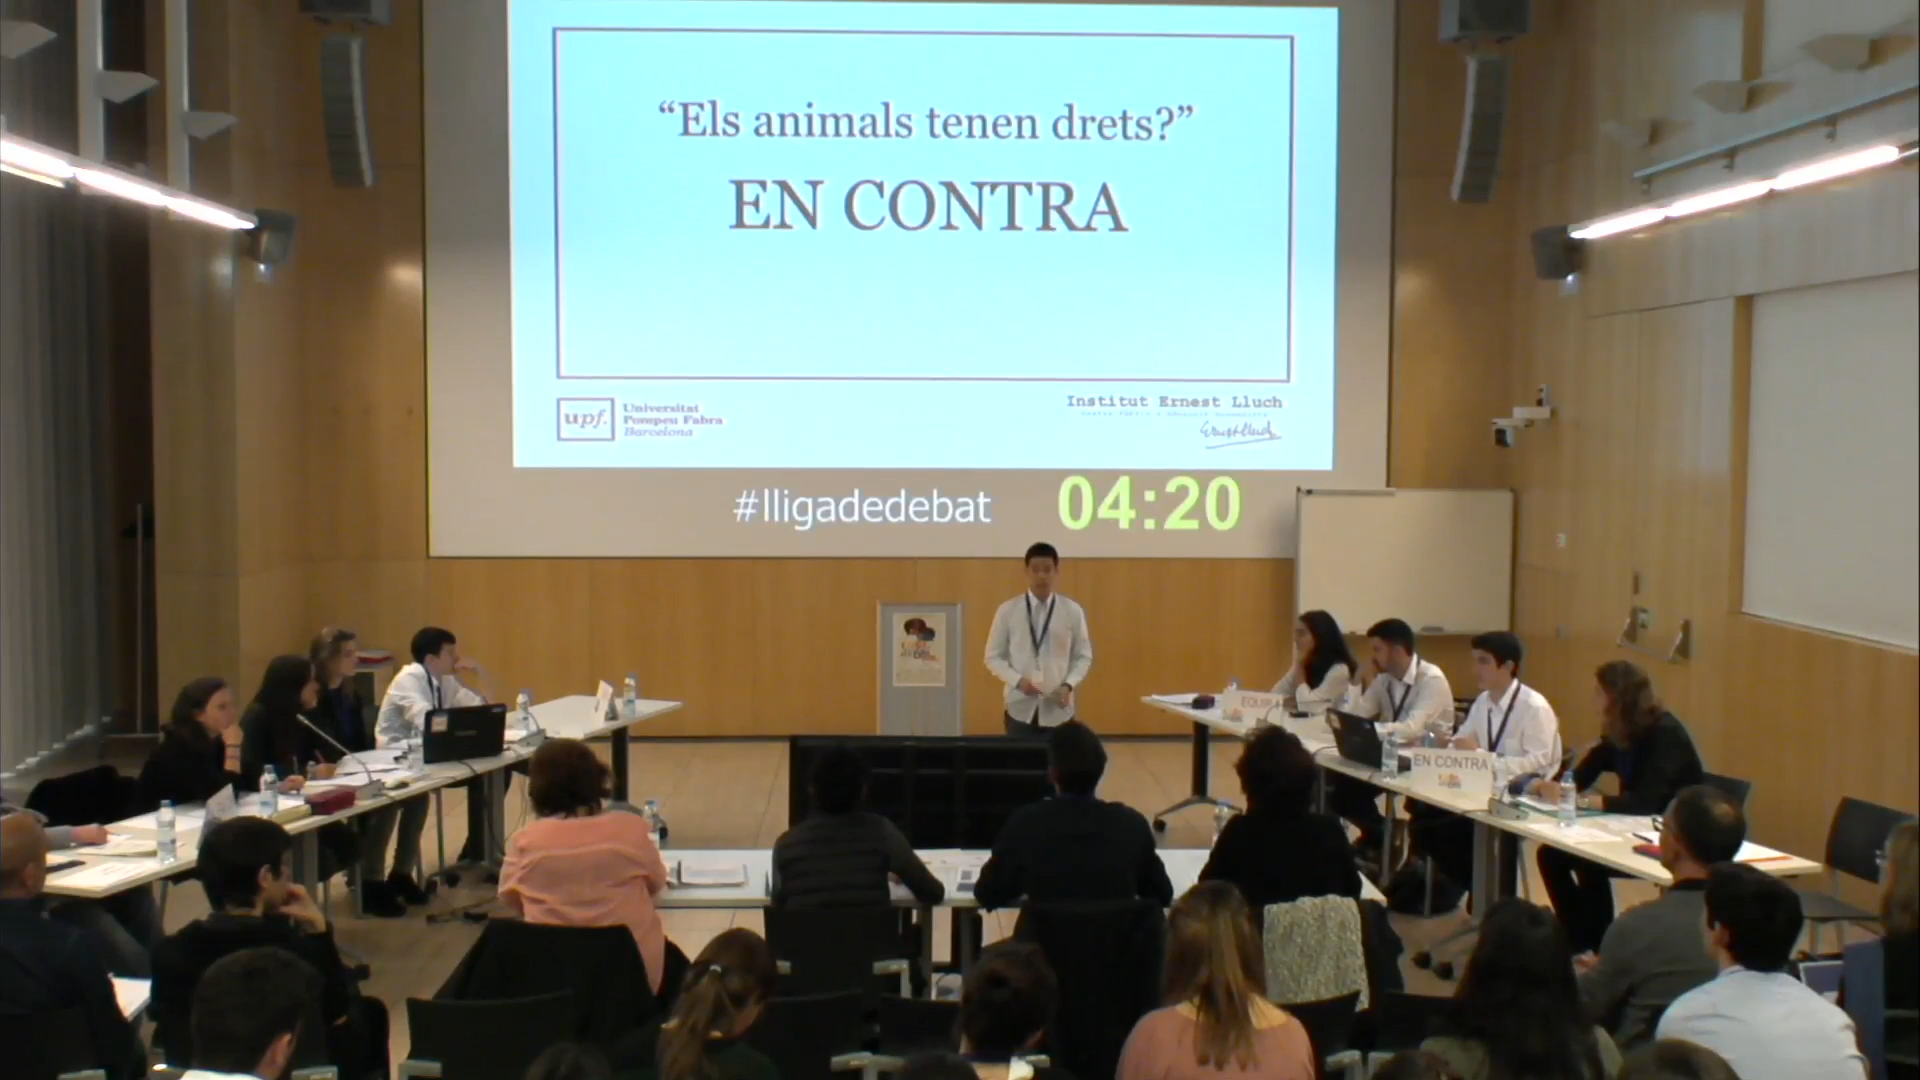 “Els animals tenen drets?”
EN CONTRA
upf.
Universitat
Pompeu Fabra
Barcelona
Institut Ernest Lluch
#lligadedebat
04:20
EN CONTRA